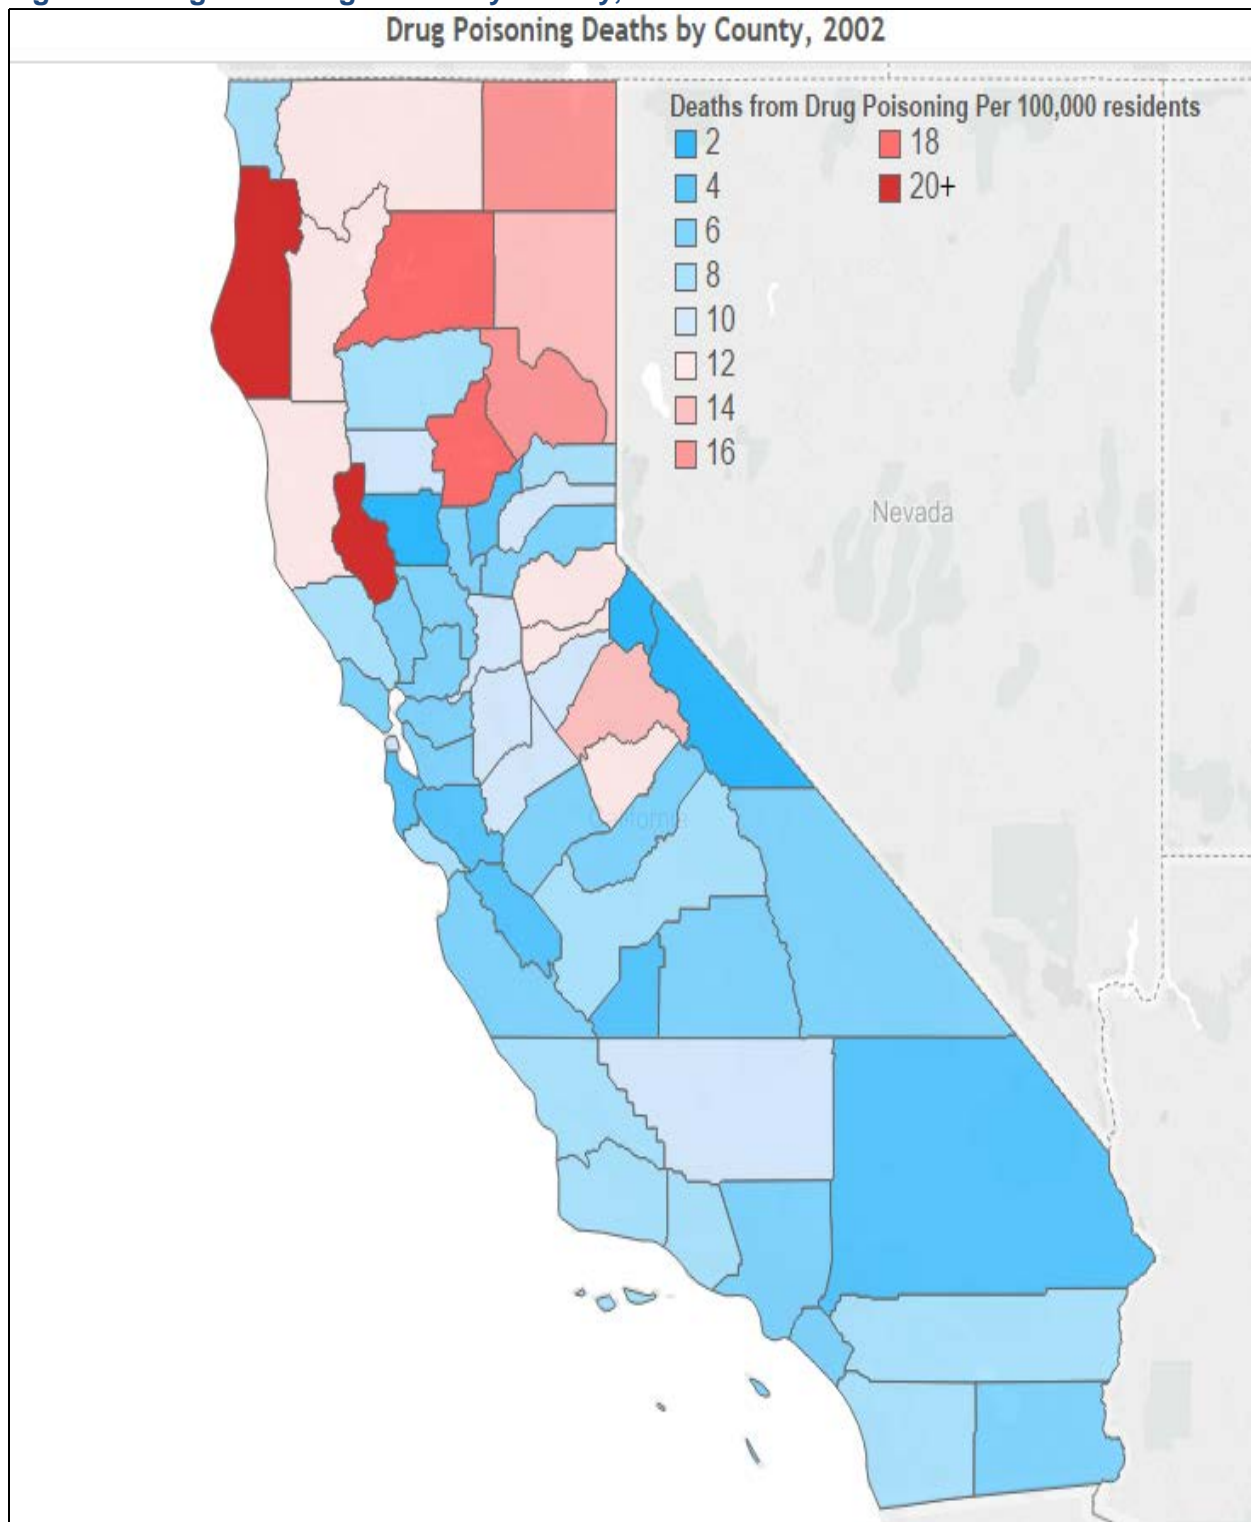 Drug Poisoning Deaths by County, 2002
Deaths from Drug Poisoning Per 100,000 residents
2
4
6
8
10
12
14
16
18
20+
Nevada
California